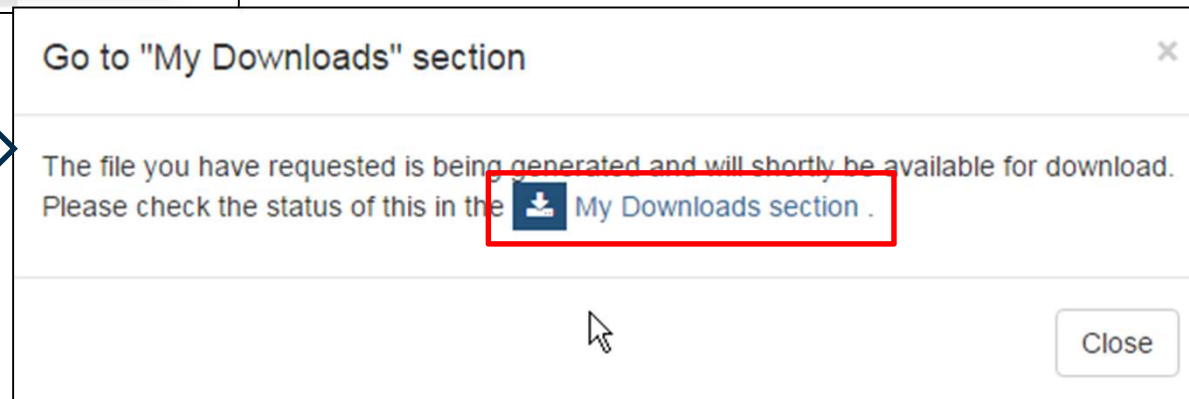 Go to "My Downloads" section
×
The file you have requested is being generated and will shortly be available for download.
Please check the status of this in the My Downloads section .
Close